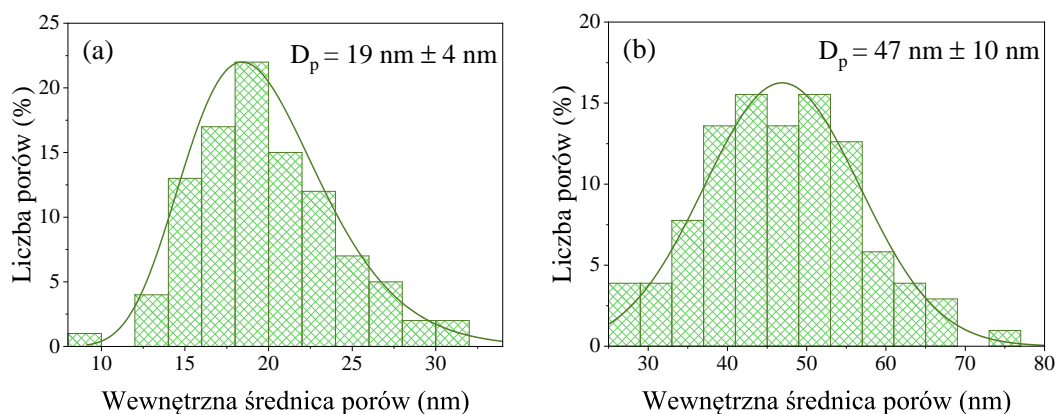 (a)
Dp = 19 nm ± 4 nm
25
20
15
10
5
0
Liczba porów (%)
10 15 20 25 30
Wewnętrzna średnica porów (nm)
(b)
Dp = 47 nm ± 10 nm
20
15
10
5
0
Liczba porów (%)
30 40 50 60 70 80
Wewnętrzna średnica porów (nm)